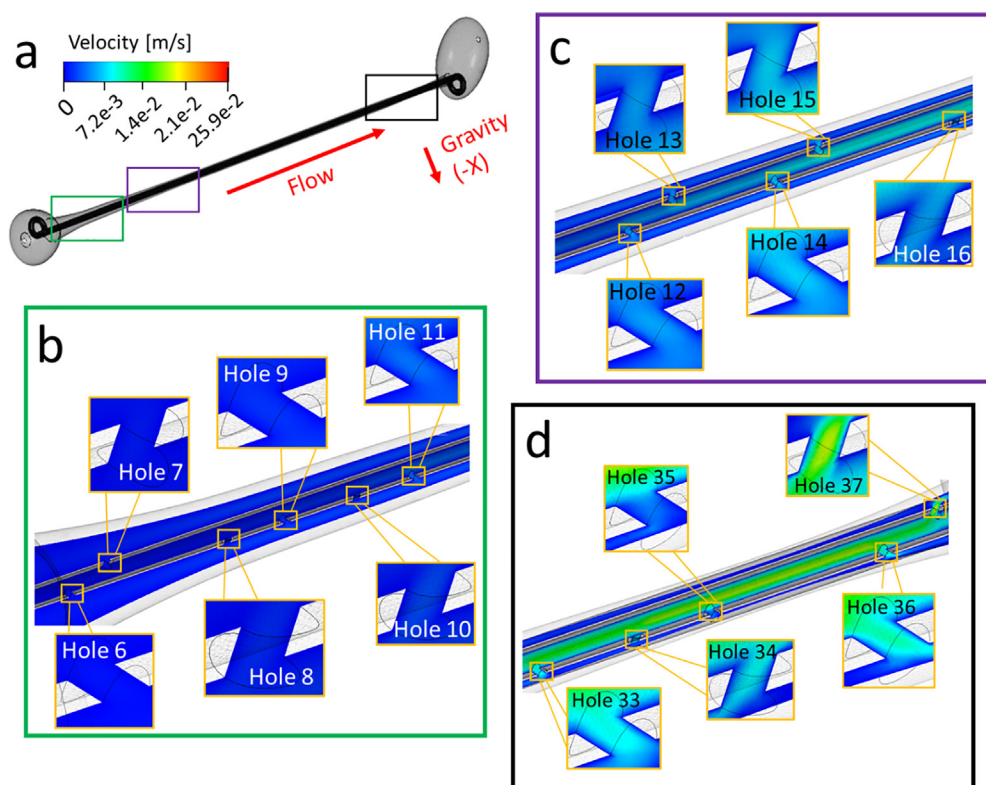 a
Velocity [m/s]
0
7.2e-3
1.4e-2
2.1e-2
25.9e-2
Flow
Gravity
(-X)
b
Hole 6
Hole 7
Hole 8
Hole 9
Hole 10
Hole 11
c
Hole 12
Hole 13
Hole 14
Hole 15
Hole 16
d
Hole 33
Hole 34
Hole 35
Hole 36
Hole 37